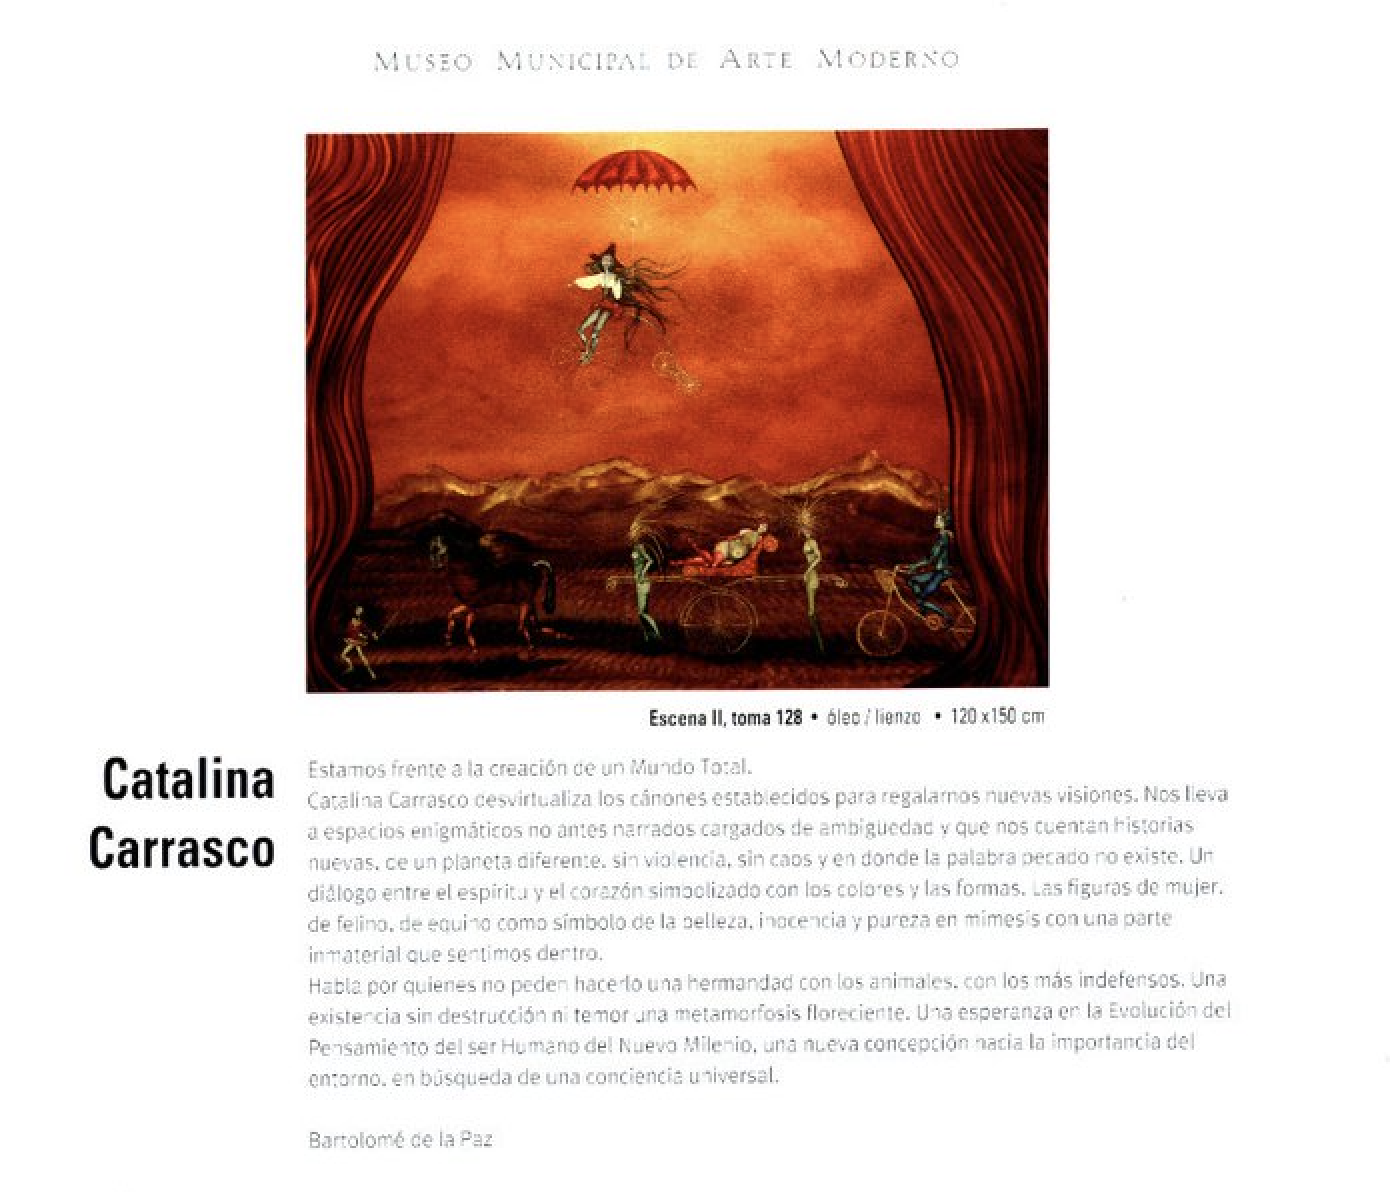 Museo Municipal de Arte Moderno
Escena II, toma 128 • óleo / lienzo • 120 x150 cm
Catalina
Carrasco
Estamos frente a la creación de un Mundo Total.
Catalina Carrasco desvirtualiza los cánones establecidos para regalarnos nuevas visiones. Nos lleva
a espacios enigmáticos no antes narrados cargados de ambigüedad y que nos cuentan historias
nuevas, de un planeta diferente, sin violencia, sin caos y en donde la palabra pecado no existe. Un
diálogo entre el espíritu y el corazón simbolizado con los colores y las formas. Las figuras de mujer,
de felino, de equino como símbolo de la belleza, inocencia y pureza en mímesis con una parte
inmaterial que sentimos dentro.
Habla por quienes no peden hacerlo una hermandad con los animales, con los más indefensos. Una
existencia sin destrucción ni temor una metamorfosis floreciente. Una esperanza en la Evolución del
Pensamiento del ser Humano del Nuevo Milenio, una nueva concepción hacia la importancia del
entorno, en búsqueda de una conciencia universal.
Bartolomé de la Paz